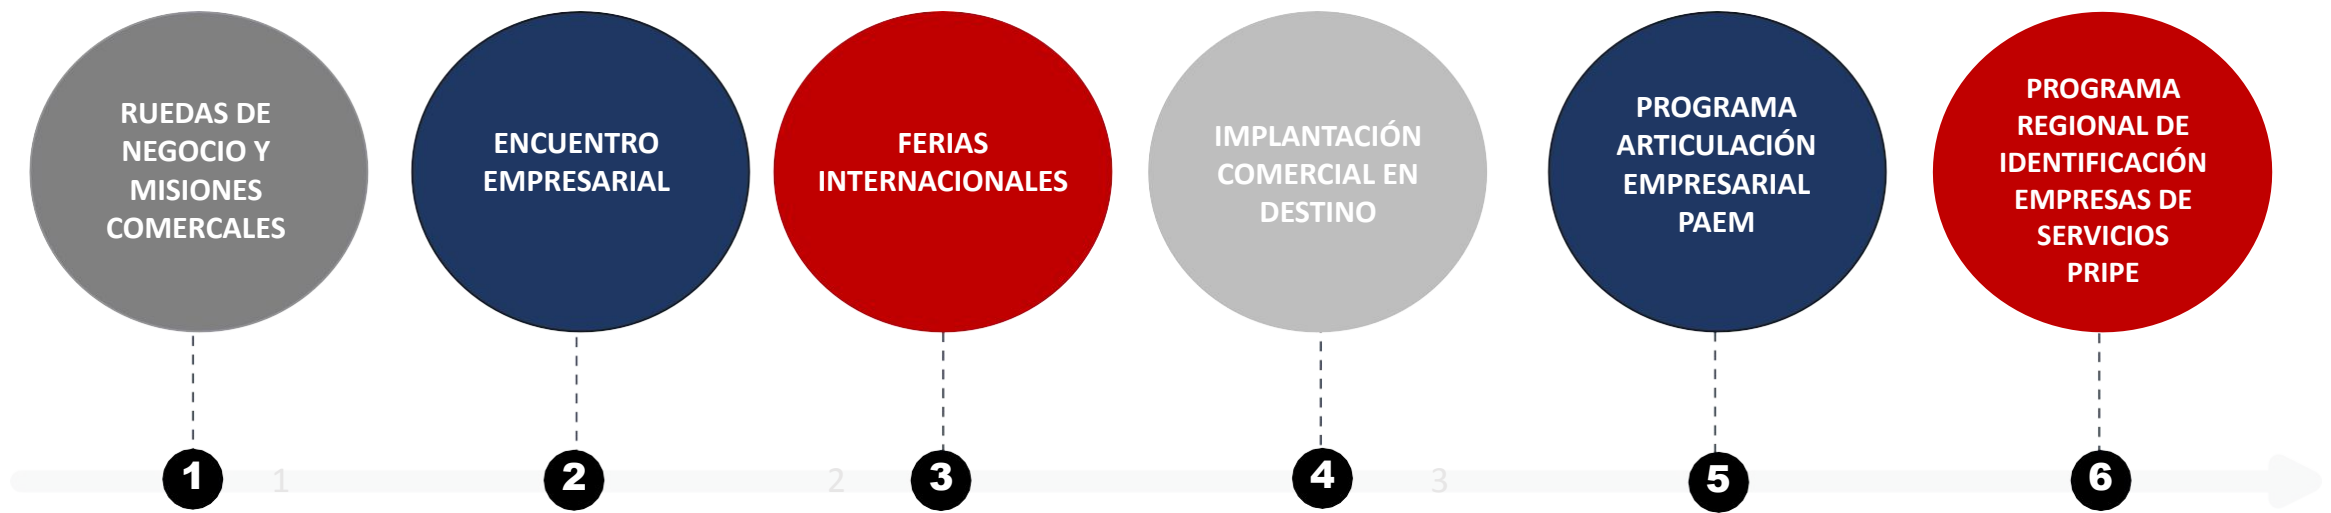 RUEDAS DE
NEGOCIO Y
MISIONES
COMERCALES
ENCUENTRO
EMPRESARIAL
FERIAS
INTERNACIONALES
IMPLANTACIÓN
COMERCIAL EN
DESTINO
PROGRAMA
ARTICULACIÓN
EMPRESARIAL
PAEM
PROGRAMA
REGIONAL DE
IDENTIFICACIÓN
EMPRESAS DE
SERVICIOS
PRIPE
1 1 2 2 3 4 3 5 6